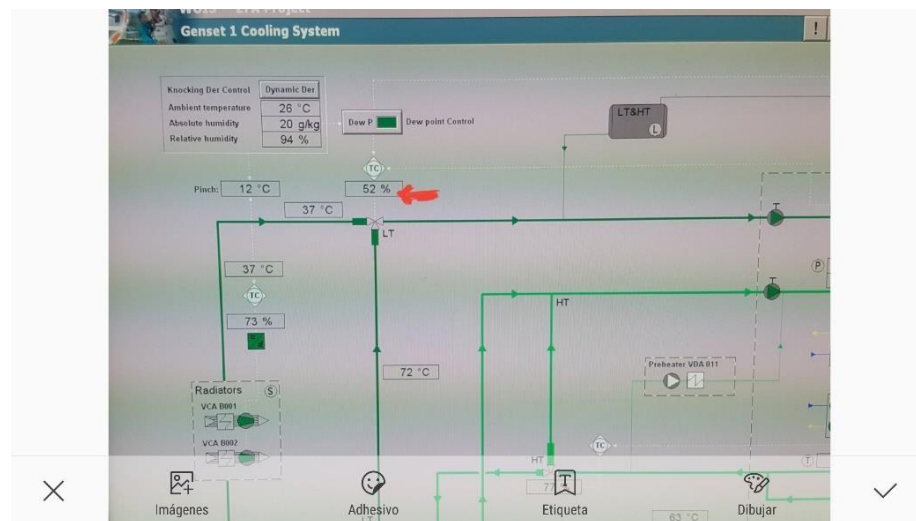 Genset 1 Cooling System
!
Knocking Der Control Dynamic Der
Ambient temperature 26 °C
Absolute humidity 20 g/kg
Relative humidity 94 %
Dew P Dew point Control
LT&HT
L
TC
Pinch: 12 °C
52 %
37 °C
LT
37 °C
TC
73 %
HT
P
72 °C
Preheater VDA 011
Radiators S
VCA B001
VCA B002
TC
HT
T
63 °C
Imágenes
Adhesivo
Etiqueta
Dibujar